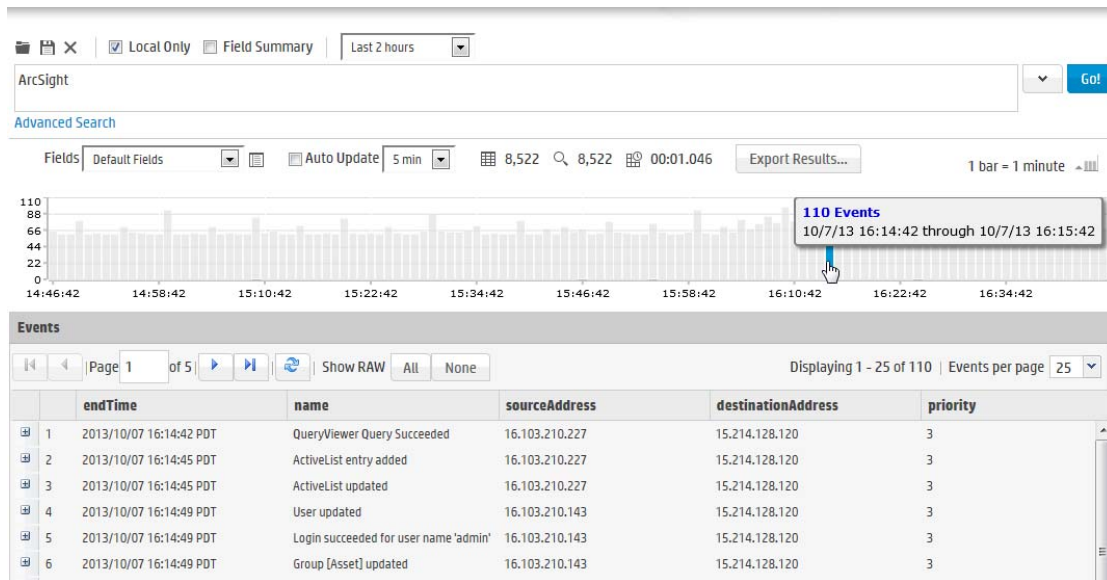 Local Only Field Summary Last 2 hours
ArcSight Go!
Advanced Search
Fields Default Fields Auto Update 5 min 8,522 8,522 00:01.046 Export Results... 1 bar = 1 minute
110
88
66
44
22
0
110 Events
10/7/13 16:14:42 through 10/7/13 16:15:42
14:46:42 14:58:42 15:10:42 15:22:42 15:34:42 15:46:42 15:58:42 16:10:42 16:22:42 16:34:42
Events
Page 1 of 5 Show RAW All None Displaying 1 - 25 of 110 | Events per page 25
endTime name sourceAddress destinationAddress priority
1 2013/10/07 16:14:42 PDT QueryViewer Query Succeeded 16.103.210.227 15.214.128.120 3
2 2013/10/07 16:14:45 PDT ActiveList entry added 16.103.210.227 15.214.128.120 3
3 2013/10/07 16:14:45 PDT ActiveList updated 16.103.210.227 15.214.128.120 3
4 2013/10/07 16:14:49 PDT User updated 16.103.210.143 15.214.128.120 3
5 2013/10/07 16:14:49 PDT Login succeeded for user name 'admin' 16.103.210.143 15.214.128.120 3
6 2013/10/07 16:14:49 PDT Group [Asset] updated 16.103.210.143 15.214.128.120 3